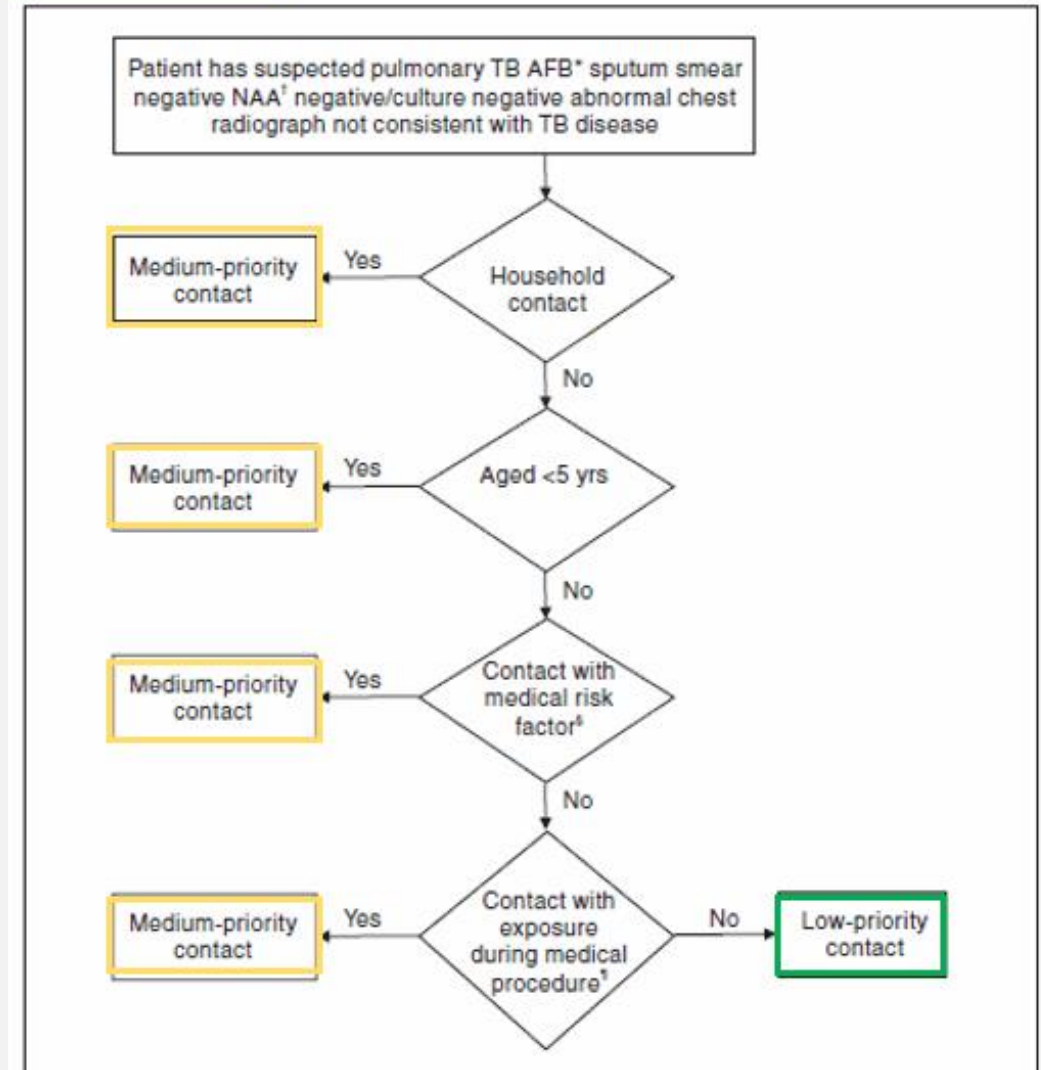 Patient has suspected pulmonary TB AFB* sputum smear
negative NAA† negative/culture negative abnormal chest
radiograph not consistent with TB disease
Medium-priority
contact
Yes
Household
contact
No
Medium-priority
contact
Yes
Aged <5 yrs
No
Medium-priority
contact
Yes
Contact with
medical risk
factor§
No
Medium-priority
contact
Yes
Contact with
exposure
during medical
procedure¶
No
Low-priority
contact